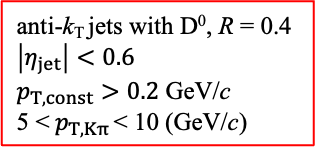 anti-kT jets with D⁰, R = 0.4
|ηjet| < 0.6
pT,const > 0.2 GeV/c
5 < pT,Kπ < 10 (GeV/c)